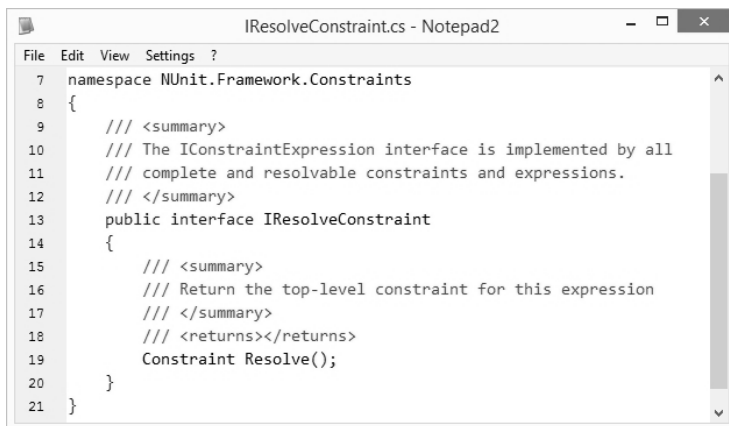 IResolveConstraint.cs - Notepad2
File Edit View Settings ?
7 namespace NUnit.Framework.Constraints
8 {
9 /// <summary>
10 /// The IConstraintExpression interface is implemented by all
11 /// complete and resolvable constraints and expressions.
12 /// </summary>
13 public interface IResolveConstraint
14 {
15 /// <summary>
16 /// Return the top-level constraint for this expression
17 /// </summary>
18 /// <returns></returns>
19 Constraint Resolve();
20 }
21 }